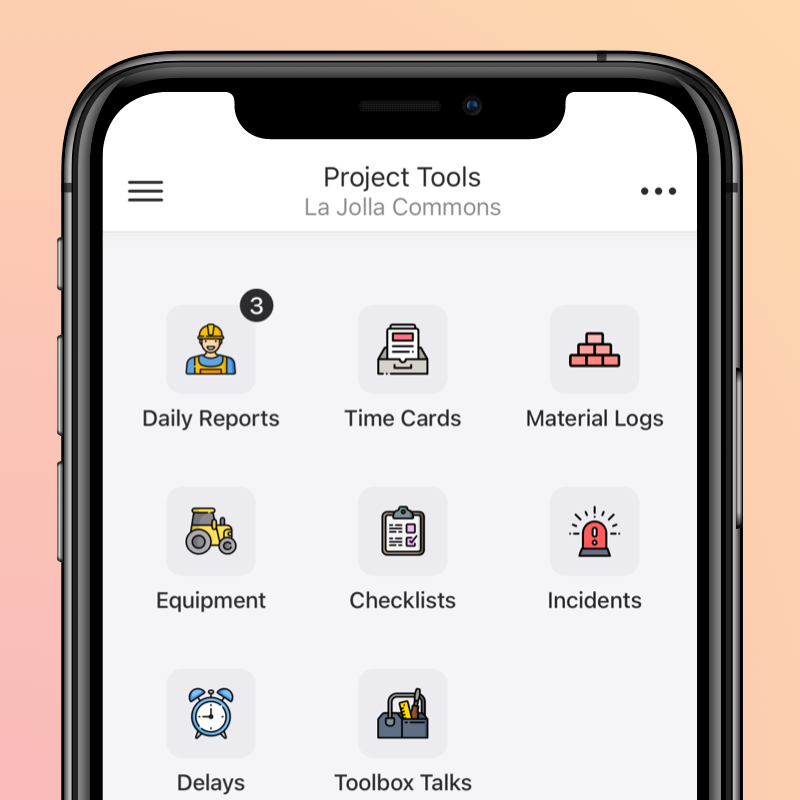 Project Tools
La Jolla Commons
3
Daily Reports
Time Cards
Material Logs
Equipment
Checklists
Incidents
Delays
Toolbox Talks